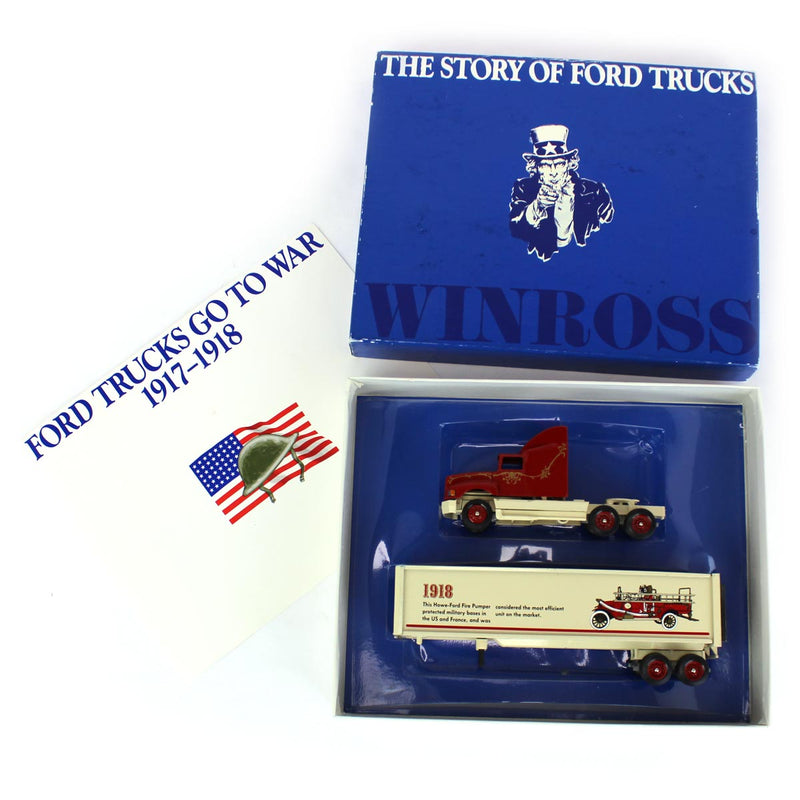 THE STORY OF FORD TRUCKS
WINROSS
FORD TRUCKS GO TO WAR
1917-1918
1918
This Howe-Ford Fire Pumper
protected military bases in
the US and France, and was
considered the most efficient
unit on the market.